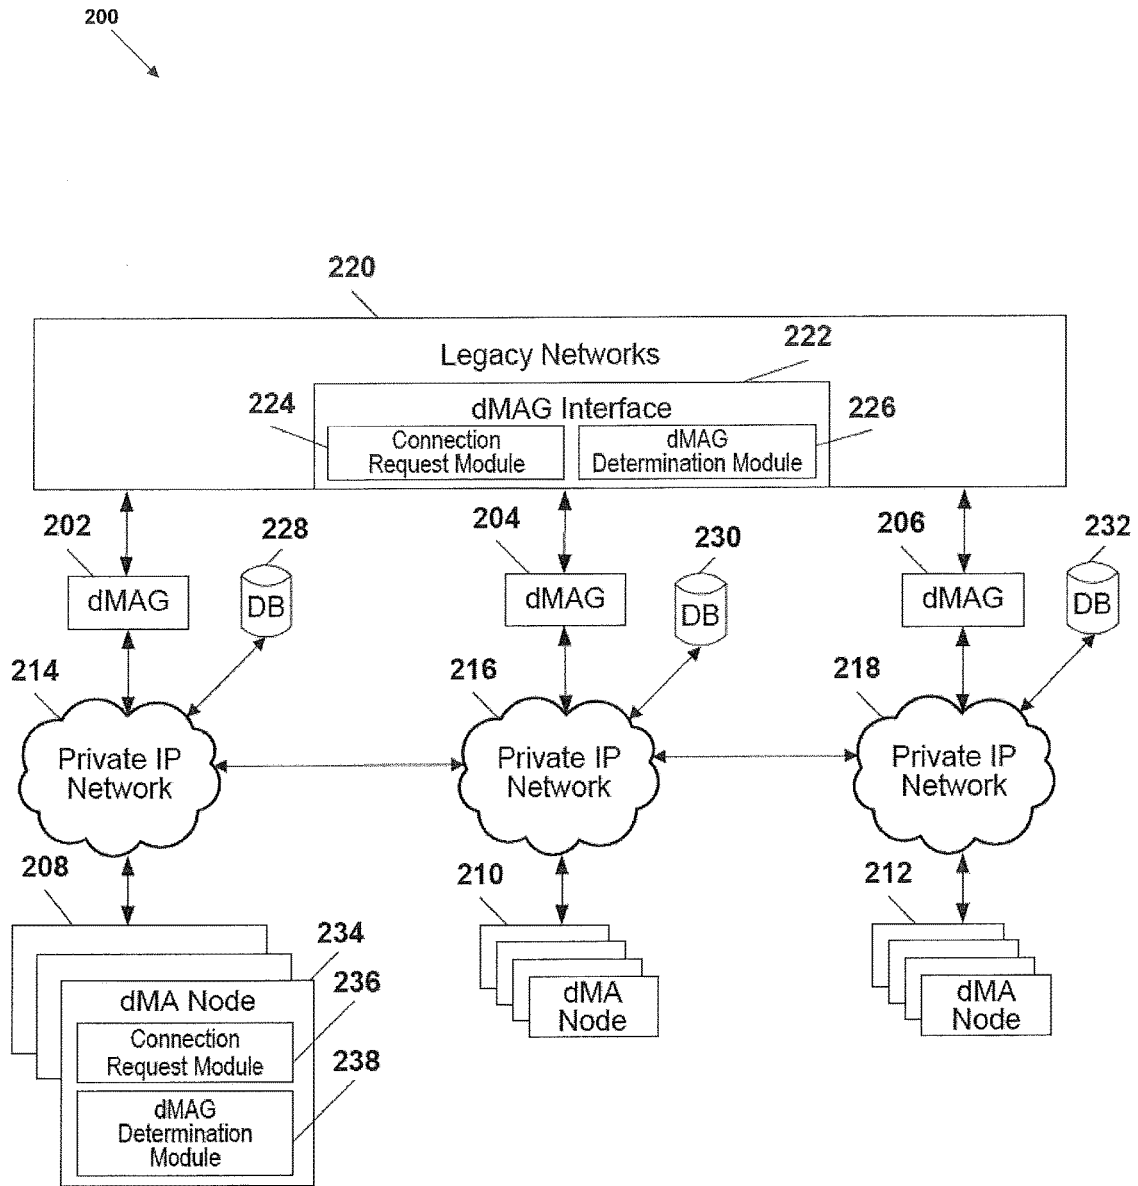 200
220
Legacy Networks
222
224
dMAG Interface
226
Connection
Request Module
dMAG
Determination Module
202
228
204
230
206
232
dMAG
DB
dMAG
DB
dMAG
DB
214
216
218
Private IP
Network
Private IP
Network
Private IP
Network
208
210
212
234
dMA Node
236
Connection
Request Module
238
dMAG
Determination
Module
dMA
Node
dMA
Node